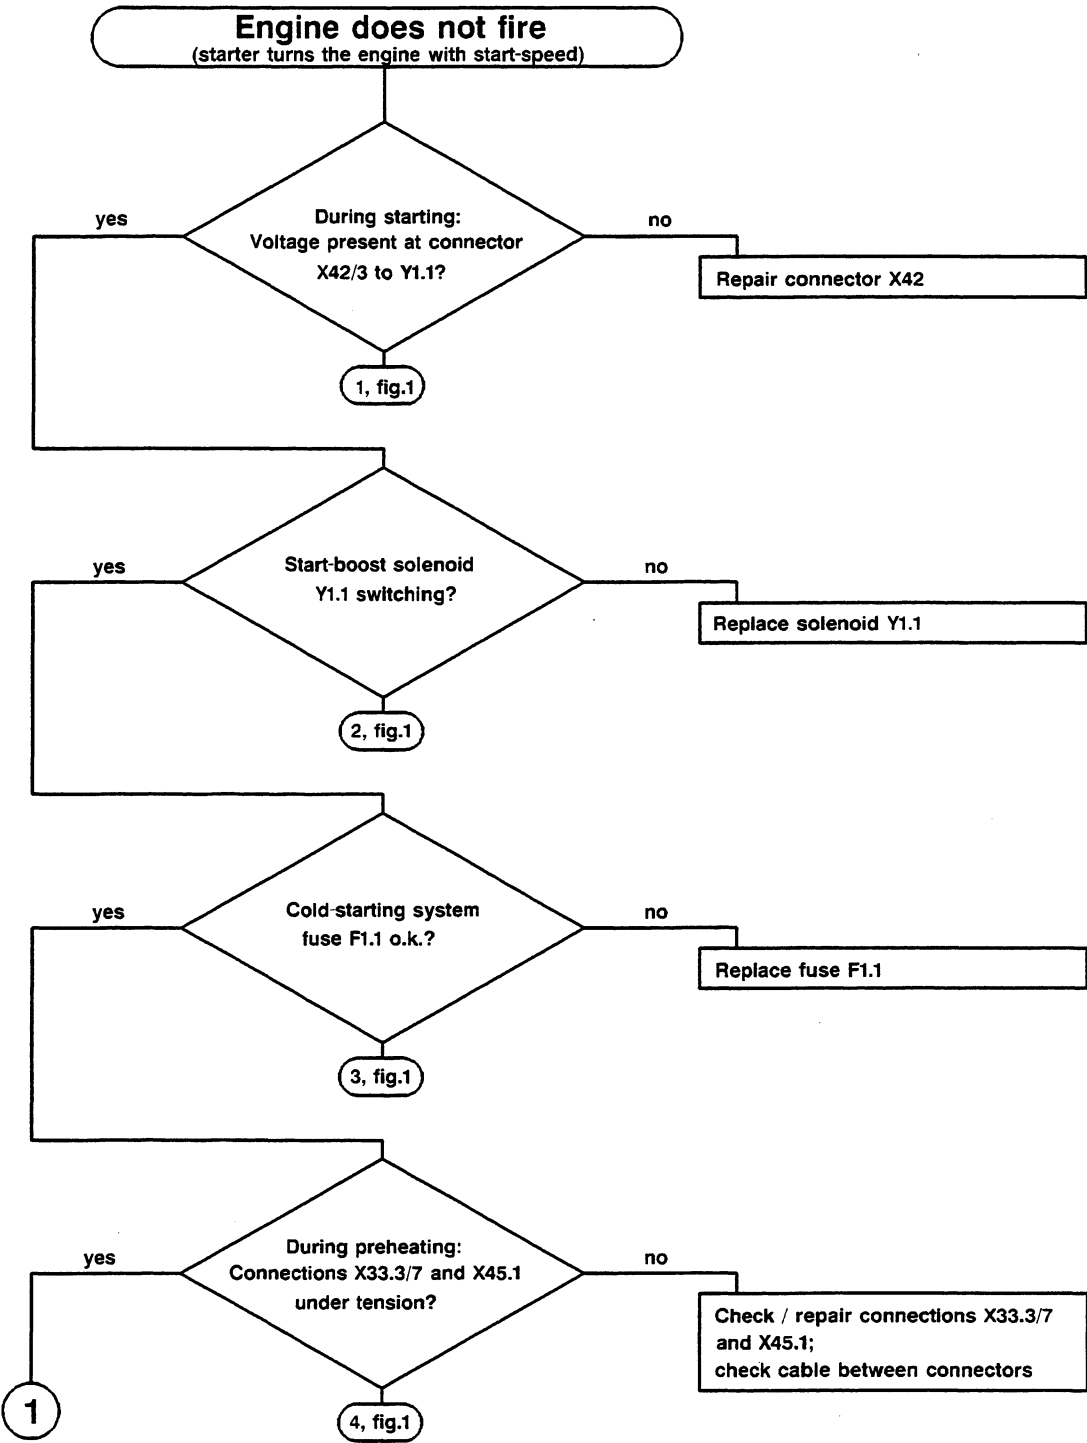 Engine does not fire
(starter turns the engine with start-speed)
During starting:
Voltage present at connector
X42/3 to Y1.1?
yes
no
Repair connector X42
1, fig.1
Start-boost solenoid
Y1.1 switching?
yes
no
Replace solenoid Y1.1
2, fig.1
Cold-starting system
fuse F1.1 o.k.?
yes
no
Replace fuse F1.1
3, fig.1
During preheating:
Connections X33.3/7 and X45.1
under tension?
yes
no
Check / repair connections X33.3/7
and X45.1;
check cable between connectors
1
4, fig.1